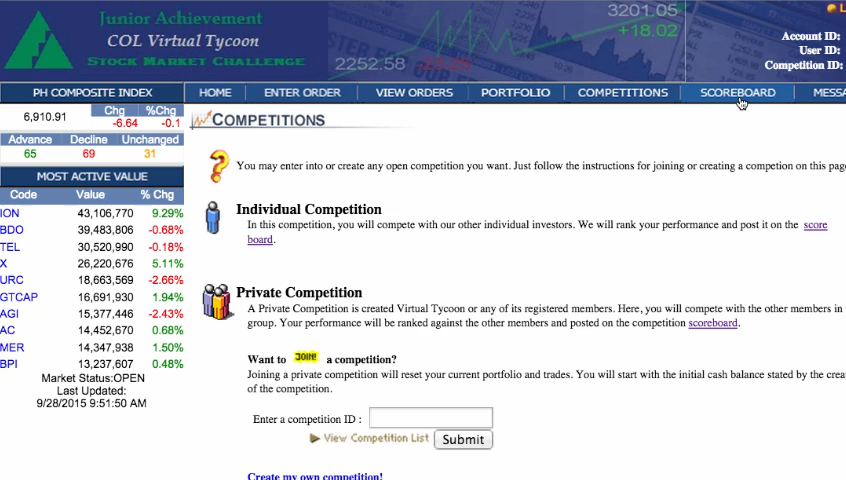 Junior Achievement
COL Virtual Tycoon
STOCK MARKET CHALLENGE
2252.58
3201.05
+18.02
Account ID:
User ID:
Competition ID:
PH COMPOSITE INDEX
HOME
ENTER ORDER
VIEW ORDERS
PORTFOLIO
COMPETITIONS
SCOREBOARD
MESSA
6,910.91
Chg %Chg
-6.64 -0.1
Advance Decline Unchanged
65 69 31
MOST ACTIVE VALUE
Code Value % Chg
ION 43,106,770 9.29%
BDO 39,483,806 -0.68%
TEL 30,520,990 -0.18%
X 26,220,676 5.11%
URC 18,663,569 -2.66%
GTCAP 16,691,930 1.94%
AGI 15,377,446 -2.43%
AC 14,452,670 0.68%
MER 14,347,938 1.50%
BPI 13,237,607 0.48%
Market Status:OPEN
Last Updated:
9/28/2015 9:51:50 AM
COMPETITIONS
You may enter into or create any open competition you want. Just follow the instructions for joining or creating a competion on this page
Individual Competition
In this competition, you will compete with our other individual investors. We will rank your performance and post it on the score
board.
Private Competition
A Private Competition is created Virtual Tycoon or any of its registered members. Here, you will compete with the other members in
group. Your performance will be ranked against the other members and posted on the competition scoreboard.
Want to JOIN! a competition?
Joining a private competition will reset your current portfolio and trades. You will start with the initial cash balance stated by the crea
of the competition.
Enter a competition ID :
View Competition List
Submit
Create my own competition!